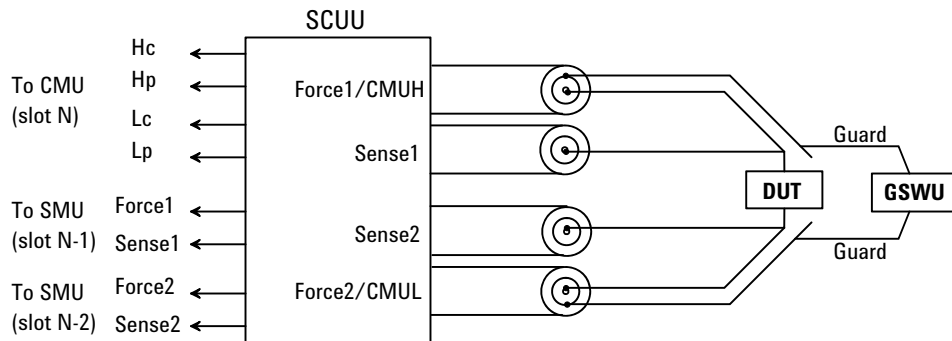 SCUU
Hc
Hp
To CMU
(slot N)
Lc
Lp
To SMU
(slot N-1)
Force1
Sense1
To SMU
(slot N-2)
Force2
Sense2
Force1/CMUH
Sense1
Sense2
Force2/CMUL
Guard
DUT
GSWU
Guard